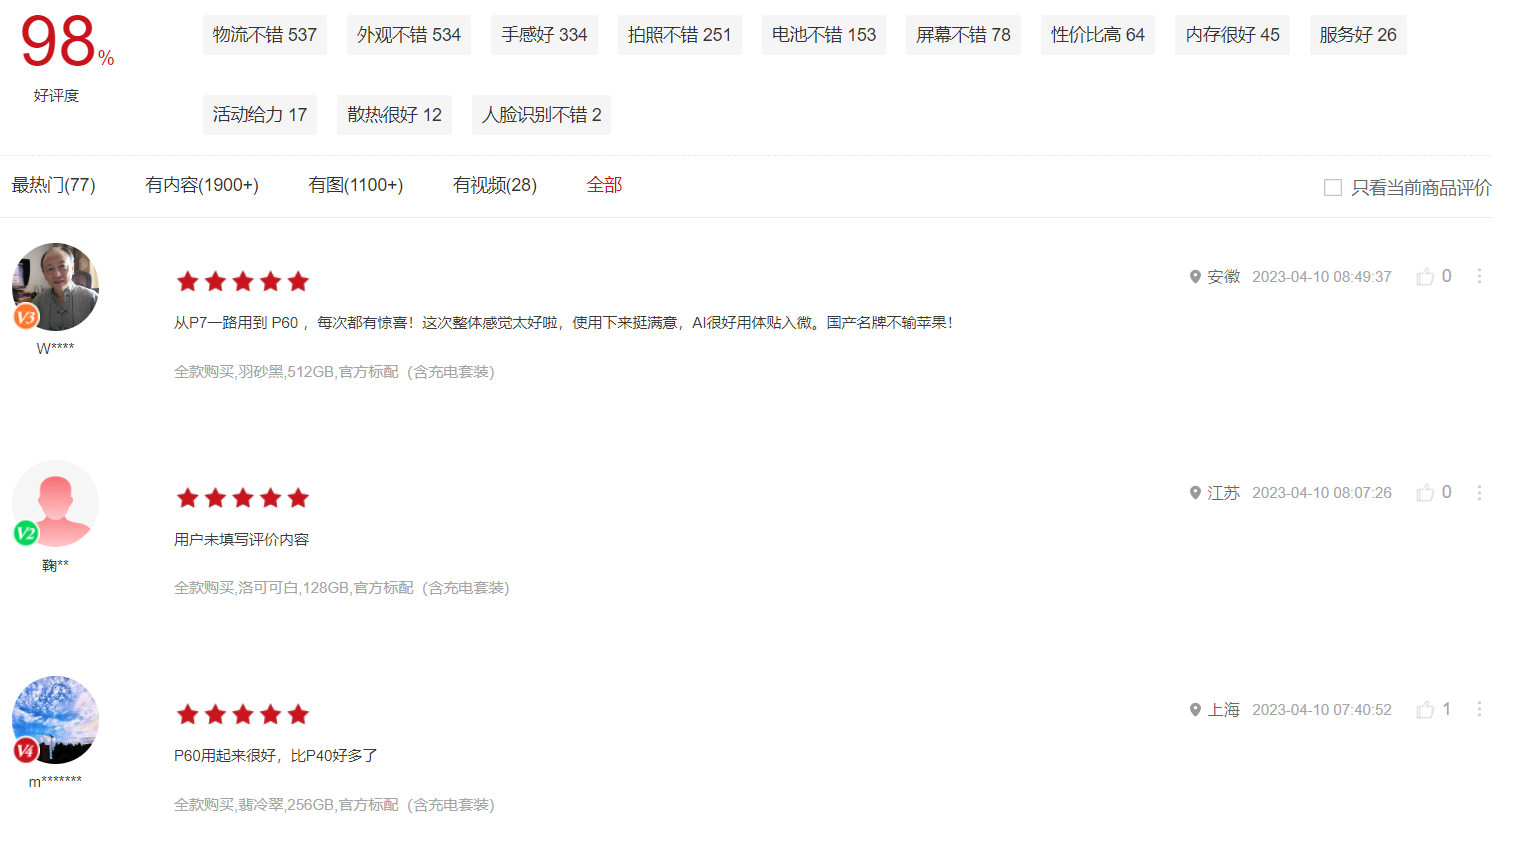 98%
好评度
物流不错 537 外观不错 534 手感好 334 拍照不错 251 电池不错 153 屏幕不错 78 性价比高 64 内存很好 45 服务好 26
活动给力 17 散热很好 12 人脸识别不错 2
最热门(77) 有内容(1900+) 有图(1100+) 有视频(28) 全部 只看当前商品评价
安徽 2023-04-10 08:49:37 0
从P7一路用到 P60 ，每次都有惊喜！这次整体感觉太好啦，使用下来挺满意，AI很好用体贴入微。国产名牌不输苹果！
V3
W****
全款购买,羽砂黑,512GB,官方标配（含充电套装）
江苏 2023-04-10 08:07:26 0
用户未填写评价内容
V2
鞠**
全款购买,洛可可白,128GB,官方标配（含充电套装）
上海 2023-04-10 07:40:52 1
P60用起来很好，比P40好多了
V4
m*******
全款购买,翡冷翠,256GB,官方标配（含充电套装）